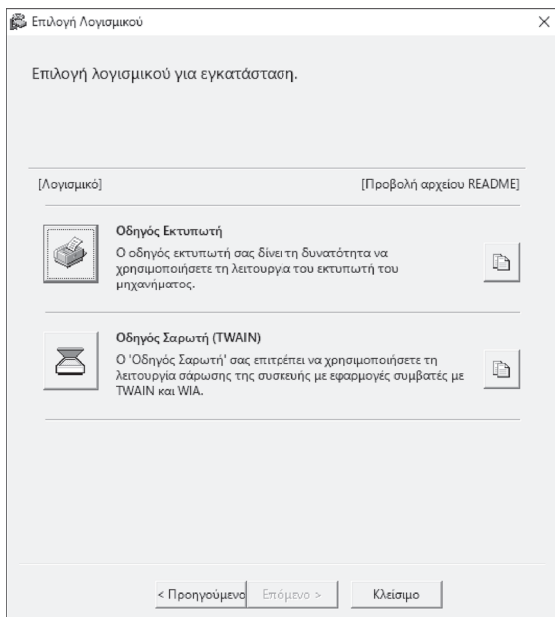 Επιλογή Λογισμικού
Επιλογή λογισμικού για εγκατάσταση.
[Λογισμικό] [Προβολή αρχείου README]
Οδηγός Εκτυπωτή
Ο οδηγός εκτυπωτή σας δίνει τη δυνατότητα να
χρησιμοποιήσετε τη λειτουργία του εκτυπωτή του
μηχανήματος.
Οδηγός Σαρωτή (TWAIN)
Ο 'Οδηγός Σαρωτή' σας επιτρέπει να χρησιμοποιήσετε τη
λειτουργία σάρωσης της συσκευής με εφαρμογές συμβατές με
TWAIN και WIA.
< Προηγούμενο Επόμενο > Κλείσιμο